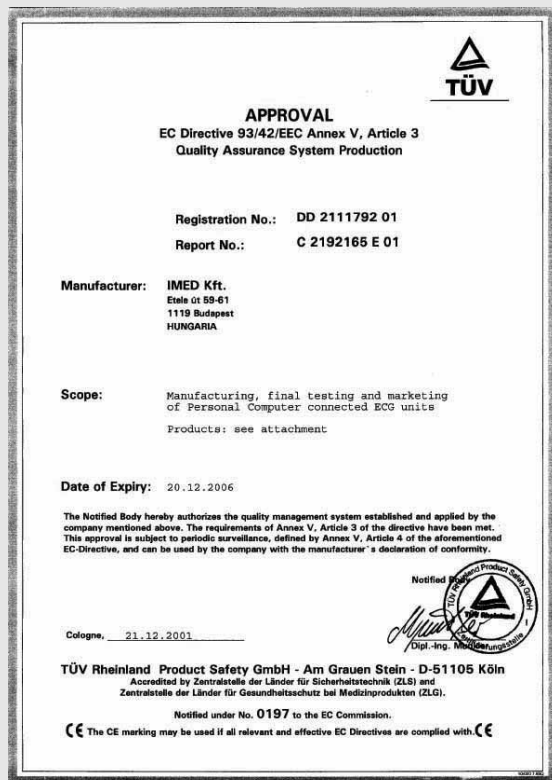 TÜV
APPROVAL
EC Directive 93/42/EEC Annex V, Article 3
Quality Assurance System Production
Registration No.: DD 2111792 01
Report No.: C 2192165 E 01
Manufacturer: IMED Kft.
Etele út 59-61
1119 Budapest
HUNGARIA
Scope: Manufacturing, final testing and marketing
of Personal Computer connected ECG units
Products: see attachment
Date of Expiry: 20.12.2006
The Notified Body hereby authorizes the quality management system established and applied by the
company mentioned above. The requirements of Annex V, Article 3 of the directive have been met.
This approval is subject to periodic surveillance, defined by Annex V, Article 4 of the aforementioned
EC-Directive, and can be used by the company with the manufacturer's declaration of conformity.
Notified Body
TÜV Rheinland Product Safety GmbH
TÜV Rheinland
Zertifizierungsstelle
Cologne, 21.12.2001
Dipl.-Ing.
TÜV Rheinland Product Safety GmbH - Am Grauen Stein - D-51105 Köln
Accredited by Zentralstelle der Länder für Sicherheitstechnik (ZLS) and
Zentralstelle der Länder für Gesundheitsschutz bei Medizinprodukten (ZLG).
Notified under No. 0197 to the EC Commission.
CE The CE marking may be used if all relevant and effective EC Directives are complied with. CE